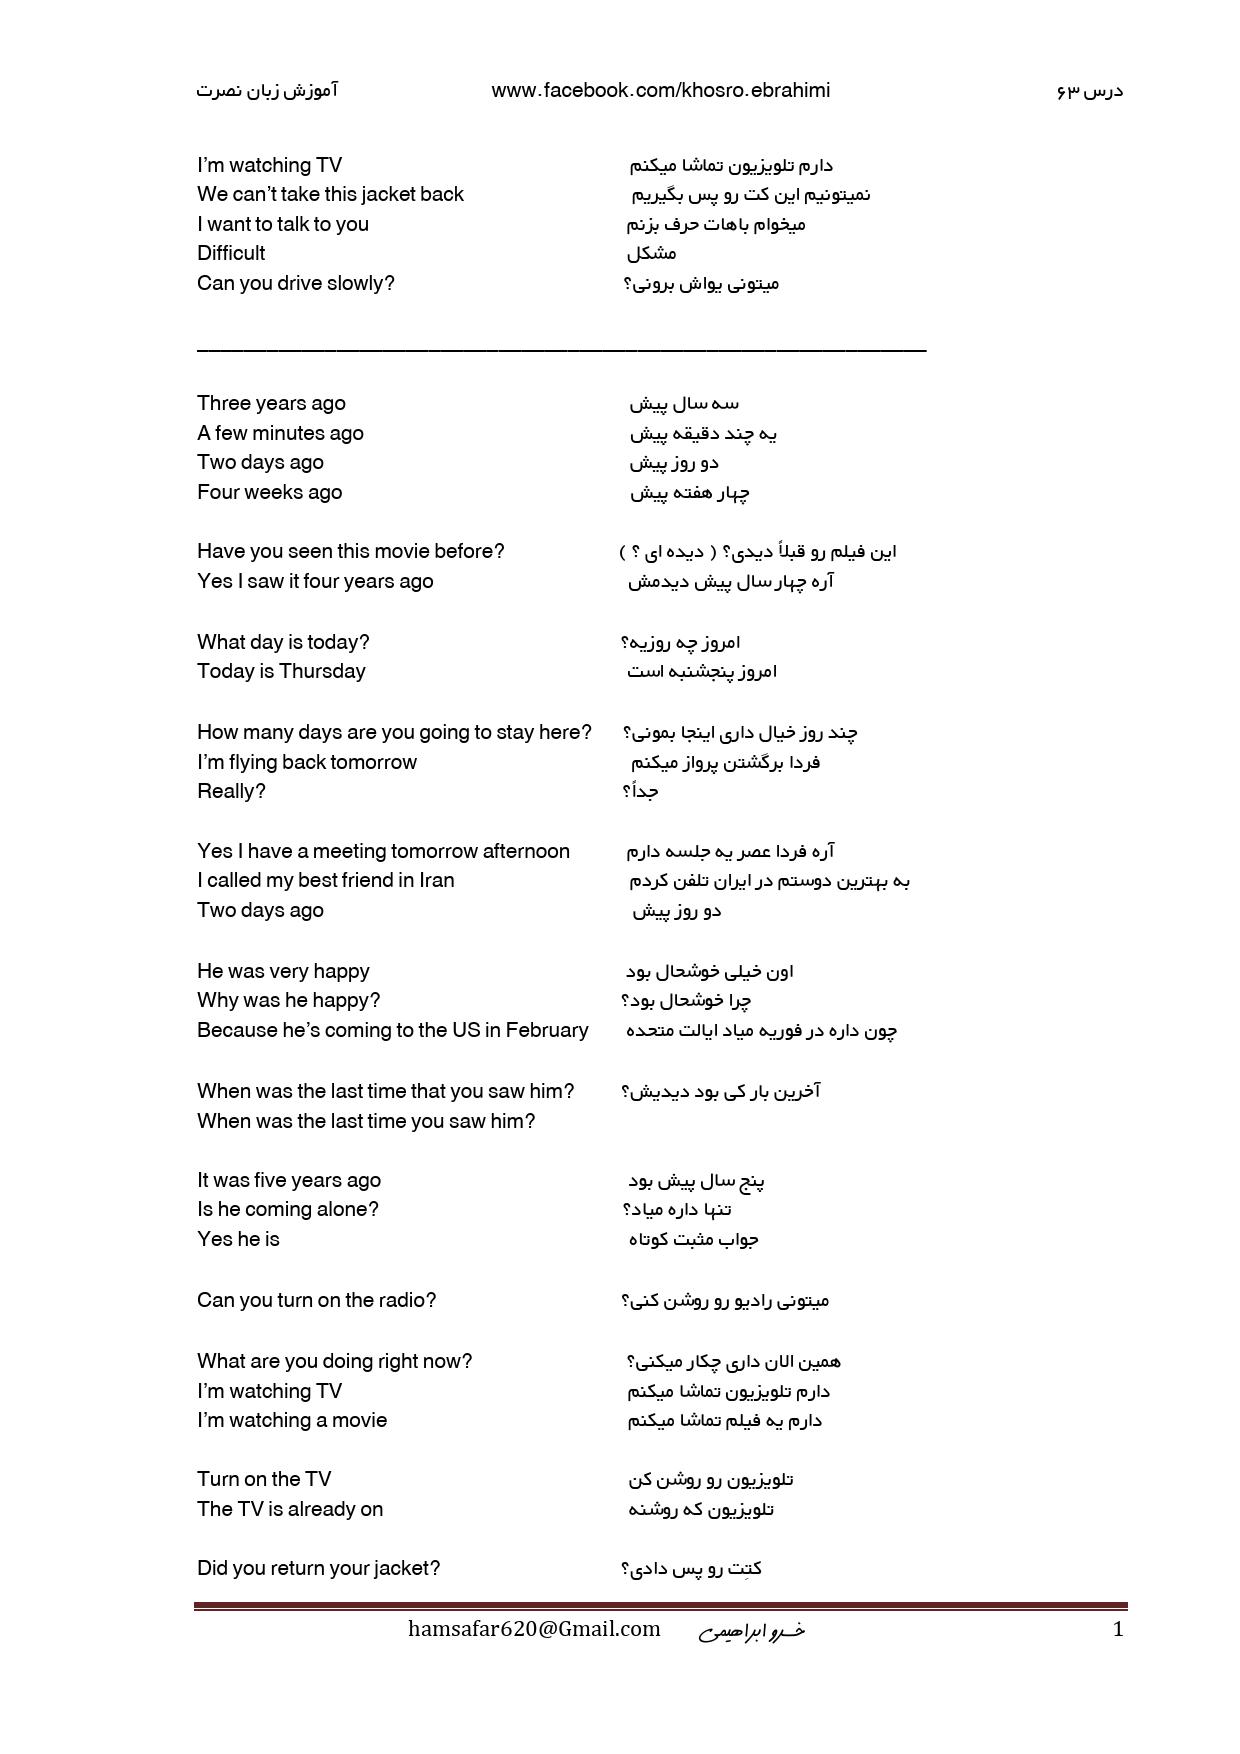 آموزش زبان نصرت www.facebook.com/khosro.ebrahimi درس ۶۳
I’m watching TV دارم تلویزیون تماشا میکنم
We can’t take this jacket back نمیتونیم این کت رو پس بگیریم
I want to talk to you میخوام باهات حرف بزنم
Difficult مشکل
Can you drive slowly? میتونی یواش برونی؟
Three years ago سه سال پیش
A few minutes ago یه چند دقیقه پیش
Two days ago دو روز پیش
Four weeks ago چهار هفته پیش
Have you seen this movie before? این فیلم رو قبلاً دیدی؟ ( دیده ای ؟ )
Yes I saw it four years ago آره چهار سال پیش دیدمش
What day is today? امروز چه روزیه؟
Today is Thursday امروز پنجشنبه است
How many days are you going to stay here? چند روز خیال داری اینجا بمونی؟
I’m flying back tomorrow فردا برگشتن پرواز میکنم
Really? جداً؟
Yes I have a meeting tomorrow afternoon آره فردا عصر یه جلسه دارم
I called my best friend in Iran به بهترین دوستم در ایران تلفن کردم
Two days ago دو روز پیش
He was very happy اون خیلی خوشحال بود
Why was he happy? چرا خوشحال بود؟
Because he’s coming to the US in February چون داره در فوریه میاد ایالت متحده
When was the last time that you saw him? آخرین بار کی بود دیدیش؟
When was the last time you saw him?
It was five years ago پنج سال پیش بود
Is he coming alone? تنها داره میاد؟
Yes he is جواب مثبت کوتاه
Can you turn on the radio? میتونی رادیو رو روشن کنی؟
What are you doing right now? همین الان داری چکار میکنی؟
I’m watching TV دارم تلویزیون تماشا میکنم
I’m watching a movie دارم یه فیلم تماشا میکنم
Turn on the TV تلویزیون رو روشن کن
The TV is already on تلویزیون که روشنه
Did you return your jacket? کتِت رو پس دادی؟
hamsafar620@Gmail.com خسرو ابراهیمی 1